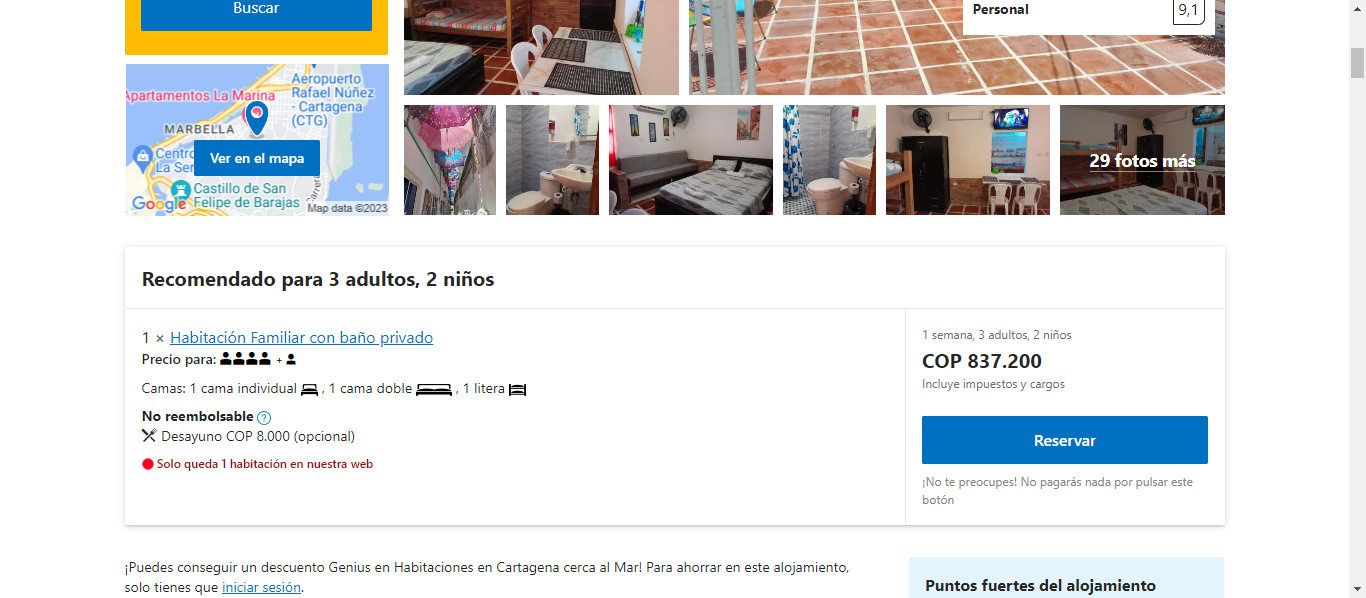 Buscar
Personal
9,1
Apartamentos La Marina
Aeropuerto
Rafael Núñez
- Cartagena
(CTG)
MARBELLA
Centro
La Ser
Ver en el mapa
Castillo de San
Felipe de Barajas
Carrera
Google
Map data ©2023
29 fotos más
Recomendado para 3 adultos, 2 niños
1 × Habitación Familiar con baño privado
Precio para: +
Camas: 1 cama individual , 1 cama doble , 1 litera
No reembolsable ?
Desayuno COP 8.000 (opcional)
Solo queda 1 habitación en nuestra web
1 semana, 3 adultos, 2 niños
COP 837.200
Incluye impuestos y cargos
Reservar
¡No te preocupes! No pagarás nada por pulsar este
botón
¡Puedes conseguir un descuento Genius en Habitaciones en Cartagena cerca al Mar! Para ahorrar en este alojamiento,
solo tienes que iniciar sesión.
Puntos fuertes del alojamiento